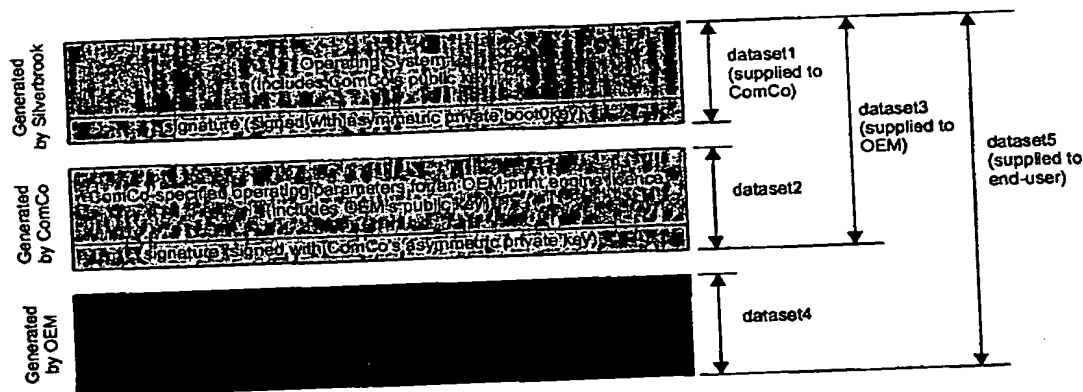 Generated
by Silverbrook
Operating System
(includes ComCo's public key)
signature (signed with asymmetric private boot0key)
dataset1
(supplied to
ComCo)
dataset3
(supplied to
OEM)
dataset5
(supplied to
end-user)
Generated
by ComCo
ComCo-specified operating parameters for an OEM print engine licence
(includes OEM's public key)
signature (signed with ComCo's asymmetric private key)
dataset2
Generated
by OEM
dataset4